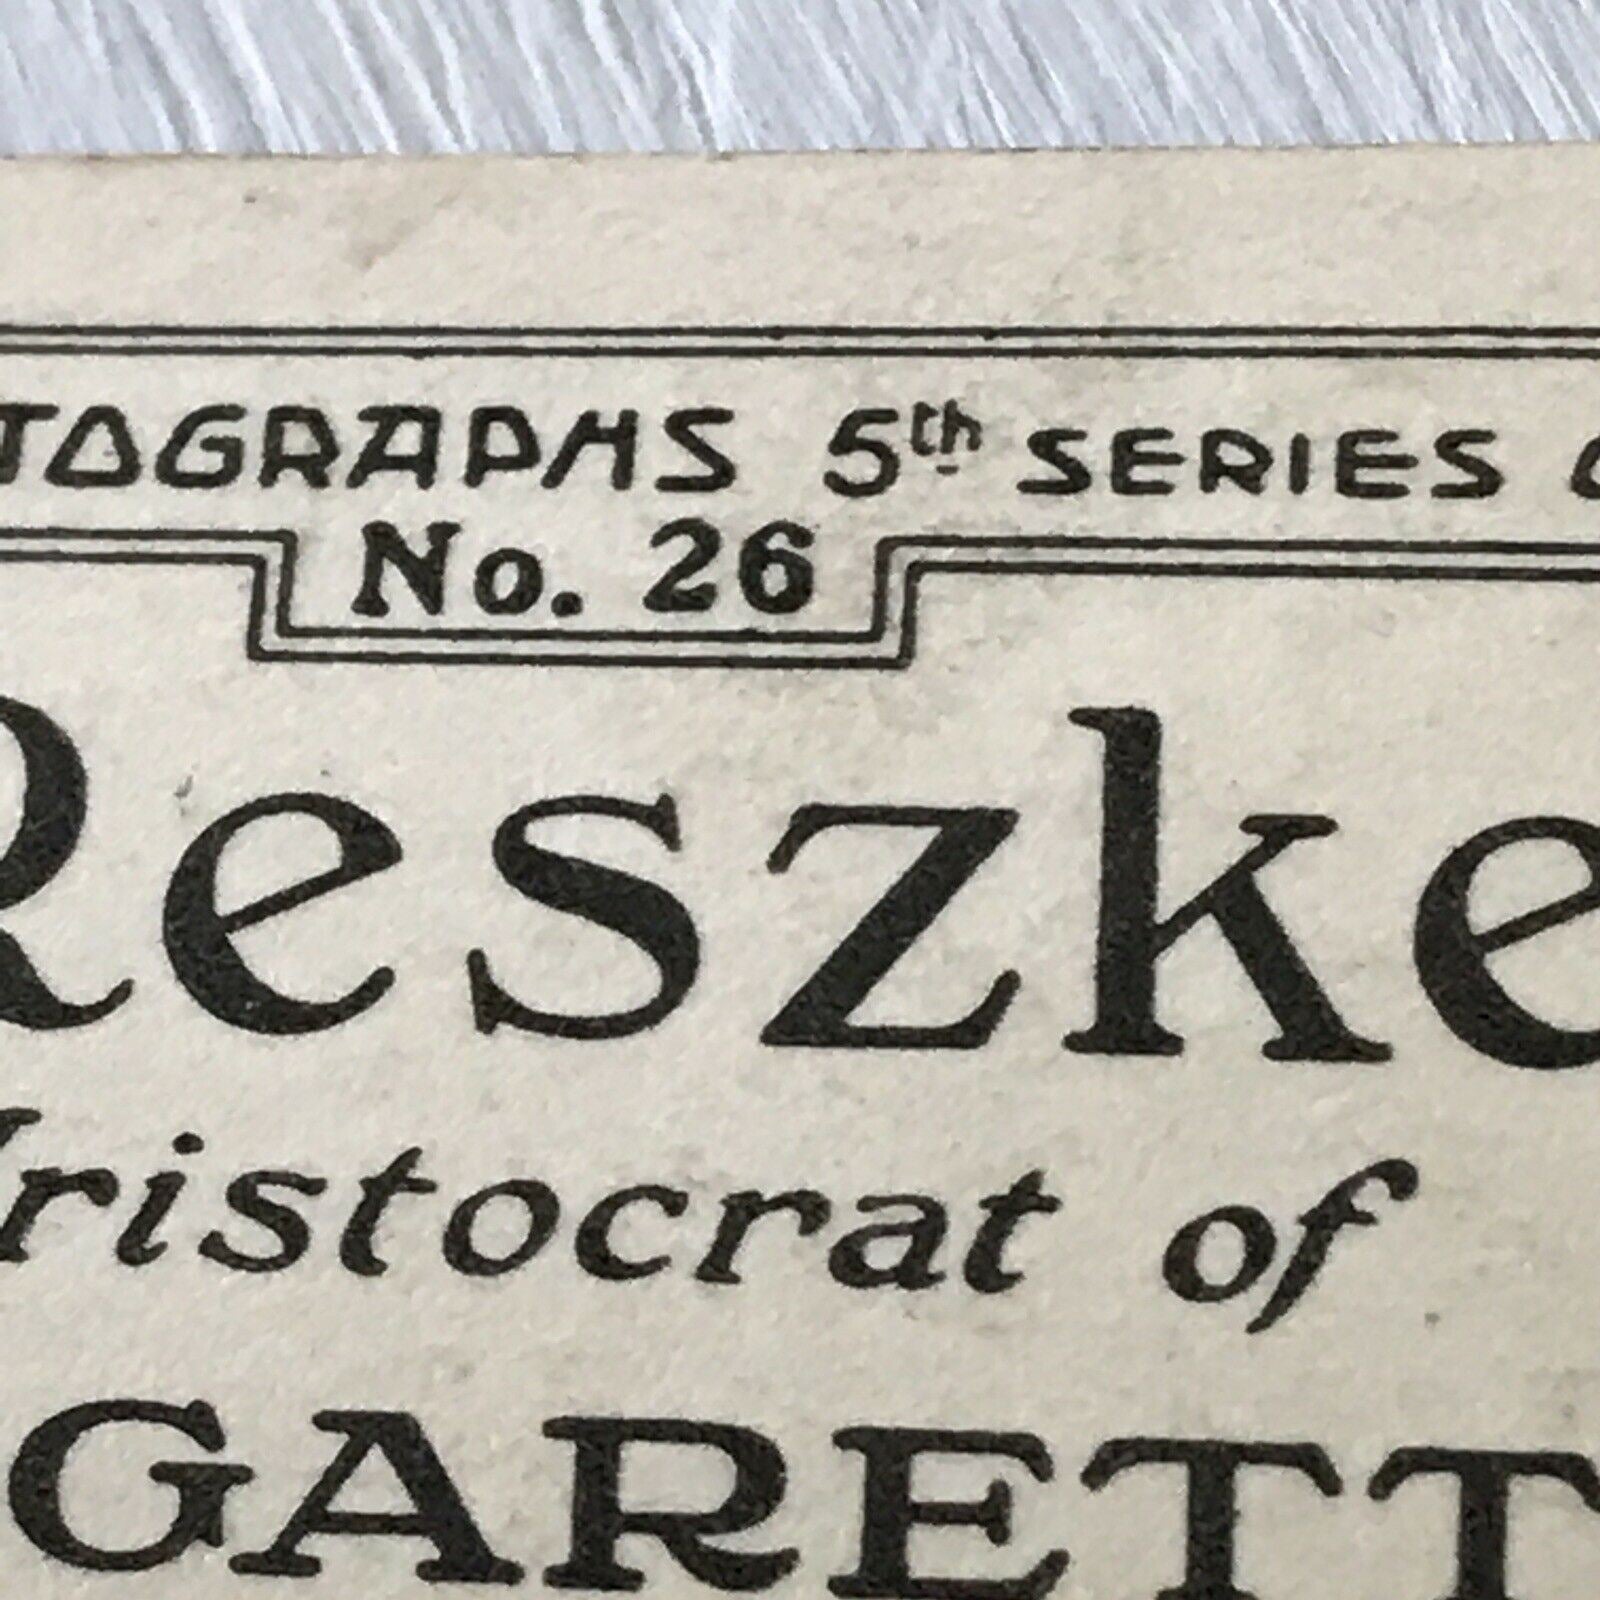 TOGRAPHS 5th SERIES
No. 26
Reszke
ristocrat of
GARETT